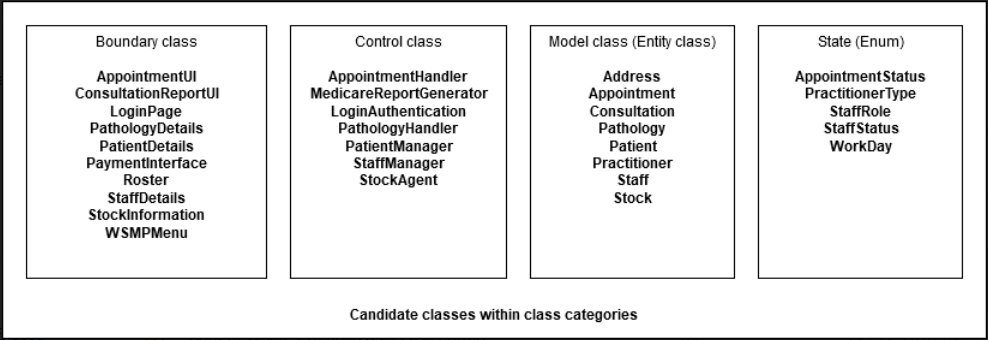 Boundary class
AppointmentUI
ConsultationReportUI
LoginPage
PathologyDetails
PatientDetails
PaymentInterface
Roster
StaffDetails
StockInformation
WSMPMenu
Control class
AppointmentHandler
MedicareReportGenerator
LoginAuthentication
PathologyHandler
PatientManager
StaffManager
StockAgent
Model class (Entity class)
Address
Appointment
Consultation
Pathology
Patient
Practitioner
Staff
Stock
State (Enum)
AppointmentStatus
PractitionerType
StaffRole
StaffStatus
WorkDay
Candidate classes within class categories